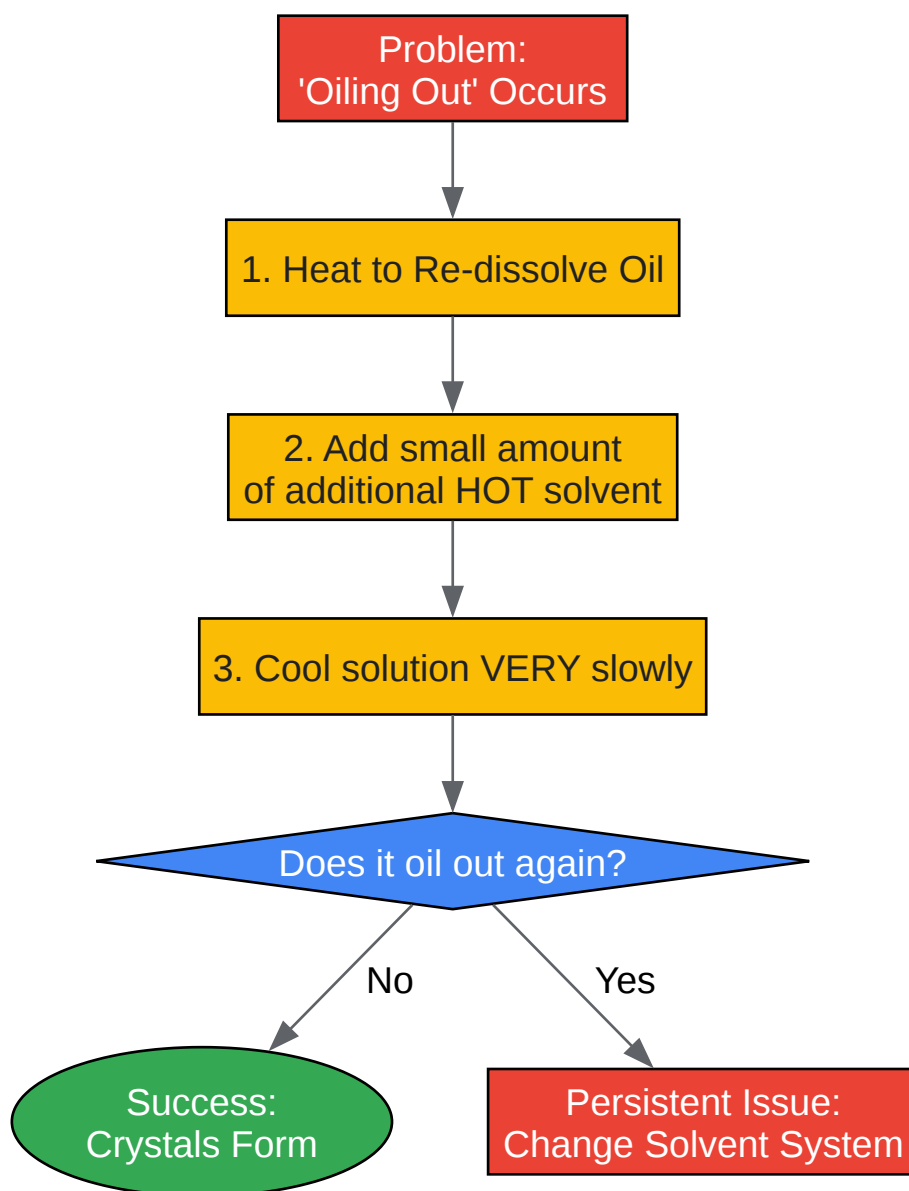 Problem:
'Oiling Out' Occurs
1. Heat to Re-dissolve Oil
2. Add small amount
of additional HOT solvent
3. Cool solution VERY slowly
Does it oil out again?
No
Yes
Success:
Crystals Form
Persistent Issue:
Change Solvent System